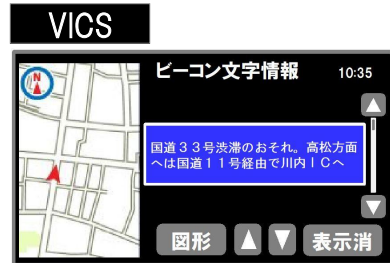 VICS
N
ビーコン文字情報 10:35
国道33号渋滞のおそれ。高松方面
へは国道11号経由で川内ICへ
図形 表示消